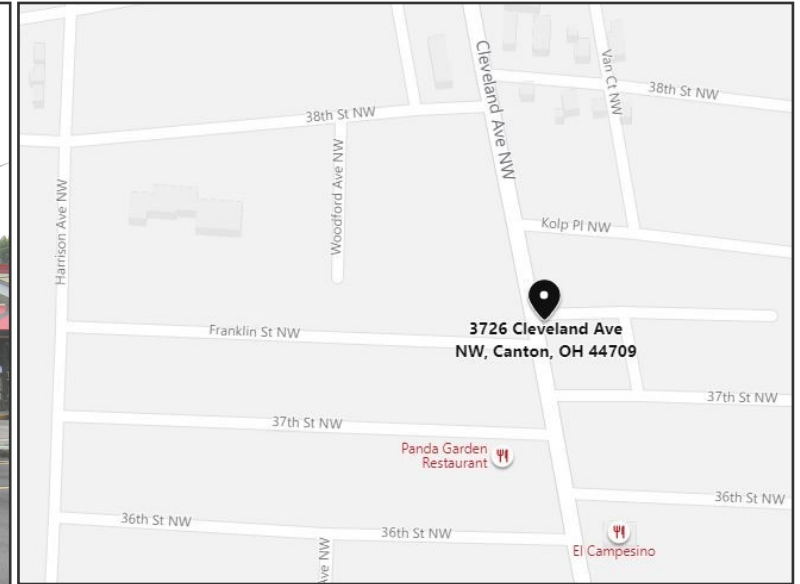 Cleveland Ave NW
Van Ct NW
38th St NW
38th St NW
Woodford Ave NW
Harrison Ave NW
Kolp Pl NW
3726 Cleveland Ave
NW, Canton, OH 44709
Franklin St NW
37th St NW
37th St NW
Panda Garden
Restaurant
36th St NW
36th St NW
36th St NW
El Campesino
Ave NW